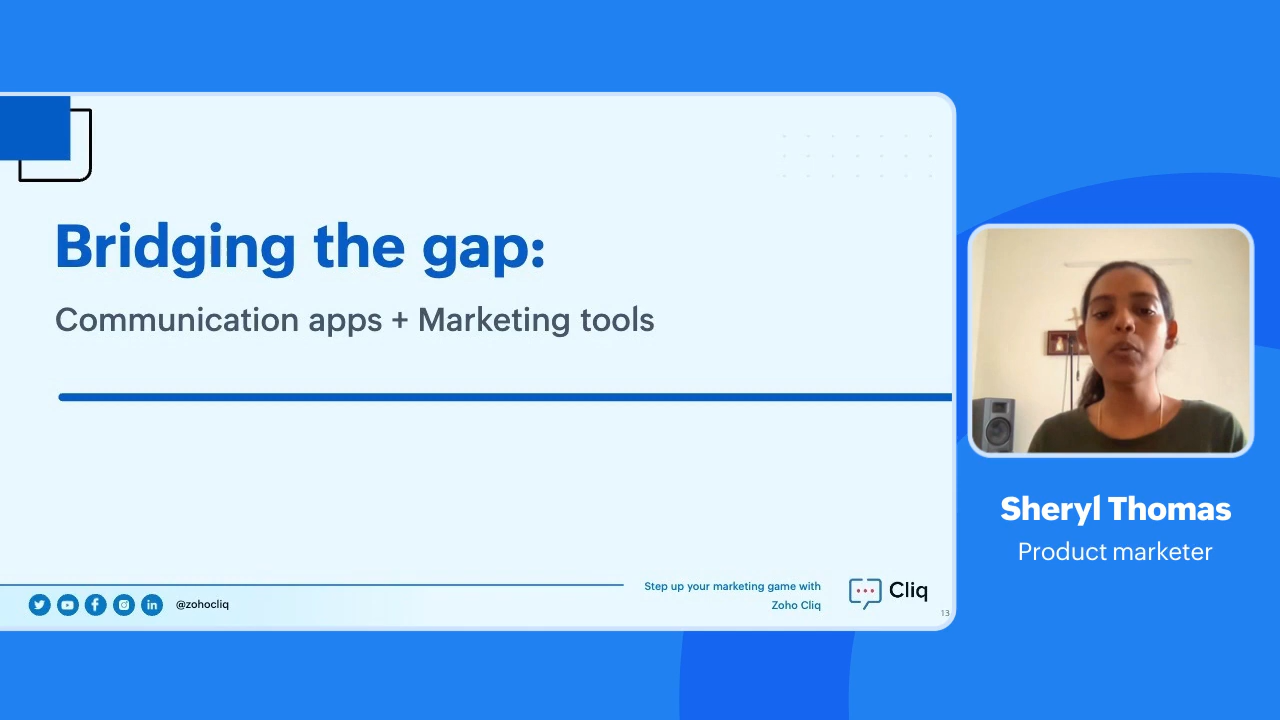 Bridging the gap:
Communication apps + Marketing tools
Sheryl Thomas
Product marketer
@zohocliq
Step up your marketing game with
Zoho Cliq
Cliq
13